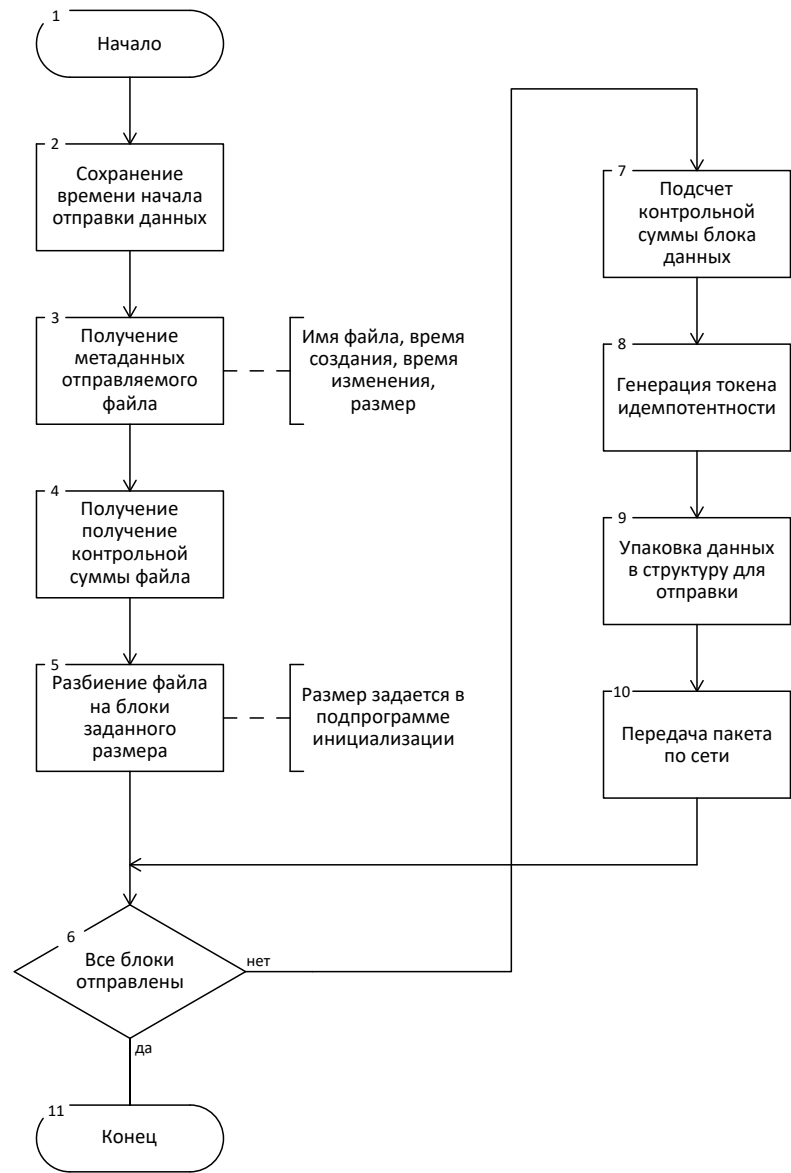 1
Начало
2
Сохранение
времени начала
отправки данных
3
Получение
метаданных
отправляемого
файла
Имя файла, время
создания, время
изменения,
размер
4
Получение
получение
контрольной
суммы файла
5
Разбиение файла
на блоки
заданного
размера
Размер задается в
подпрограмме
инициализации
6
Все блоки
отправлены
нет
да
7
Подсчет
контрольной
суммы блока
данных
8
Генерация токена
идемпотентности
9
Упаковка данных
в структуру для
отправки
10
Передача пакета
по сети
11
Конец